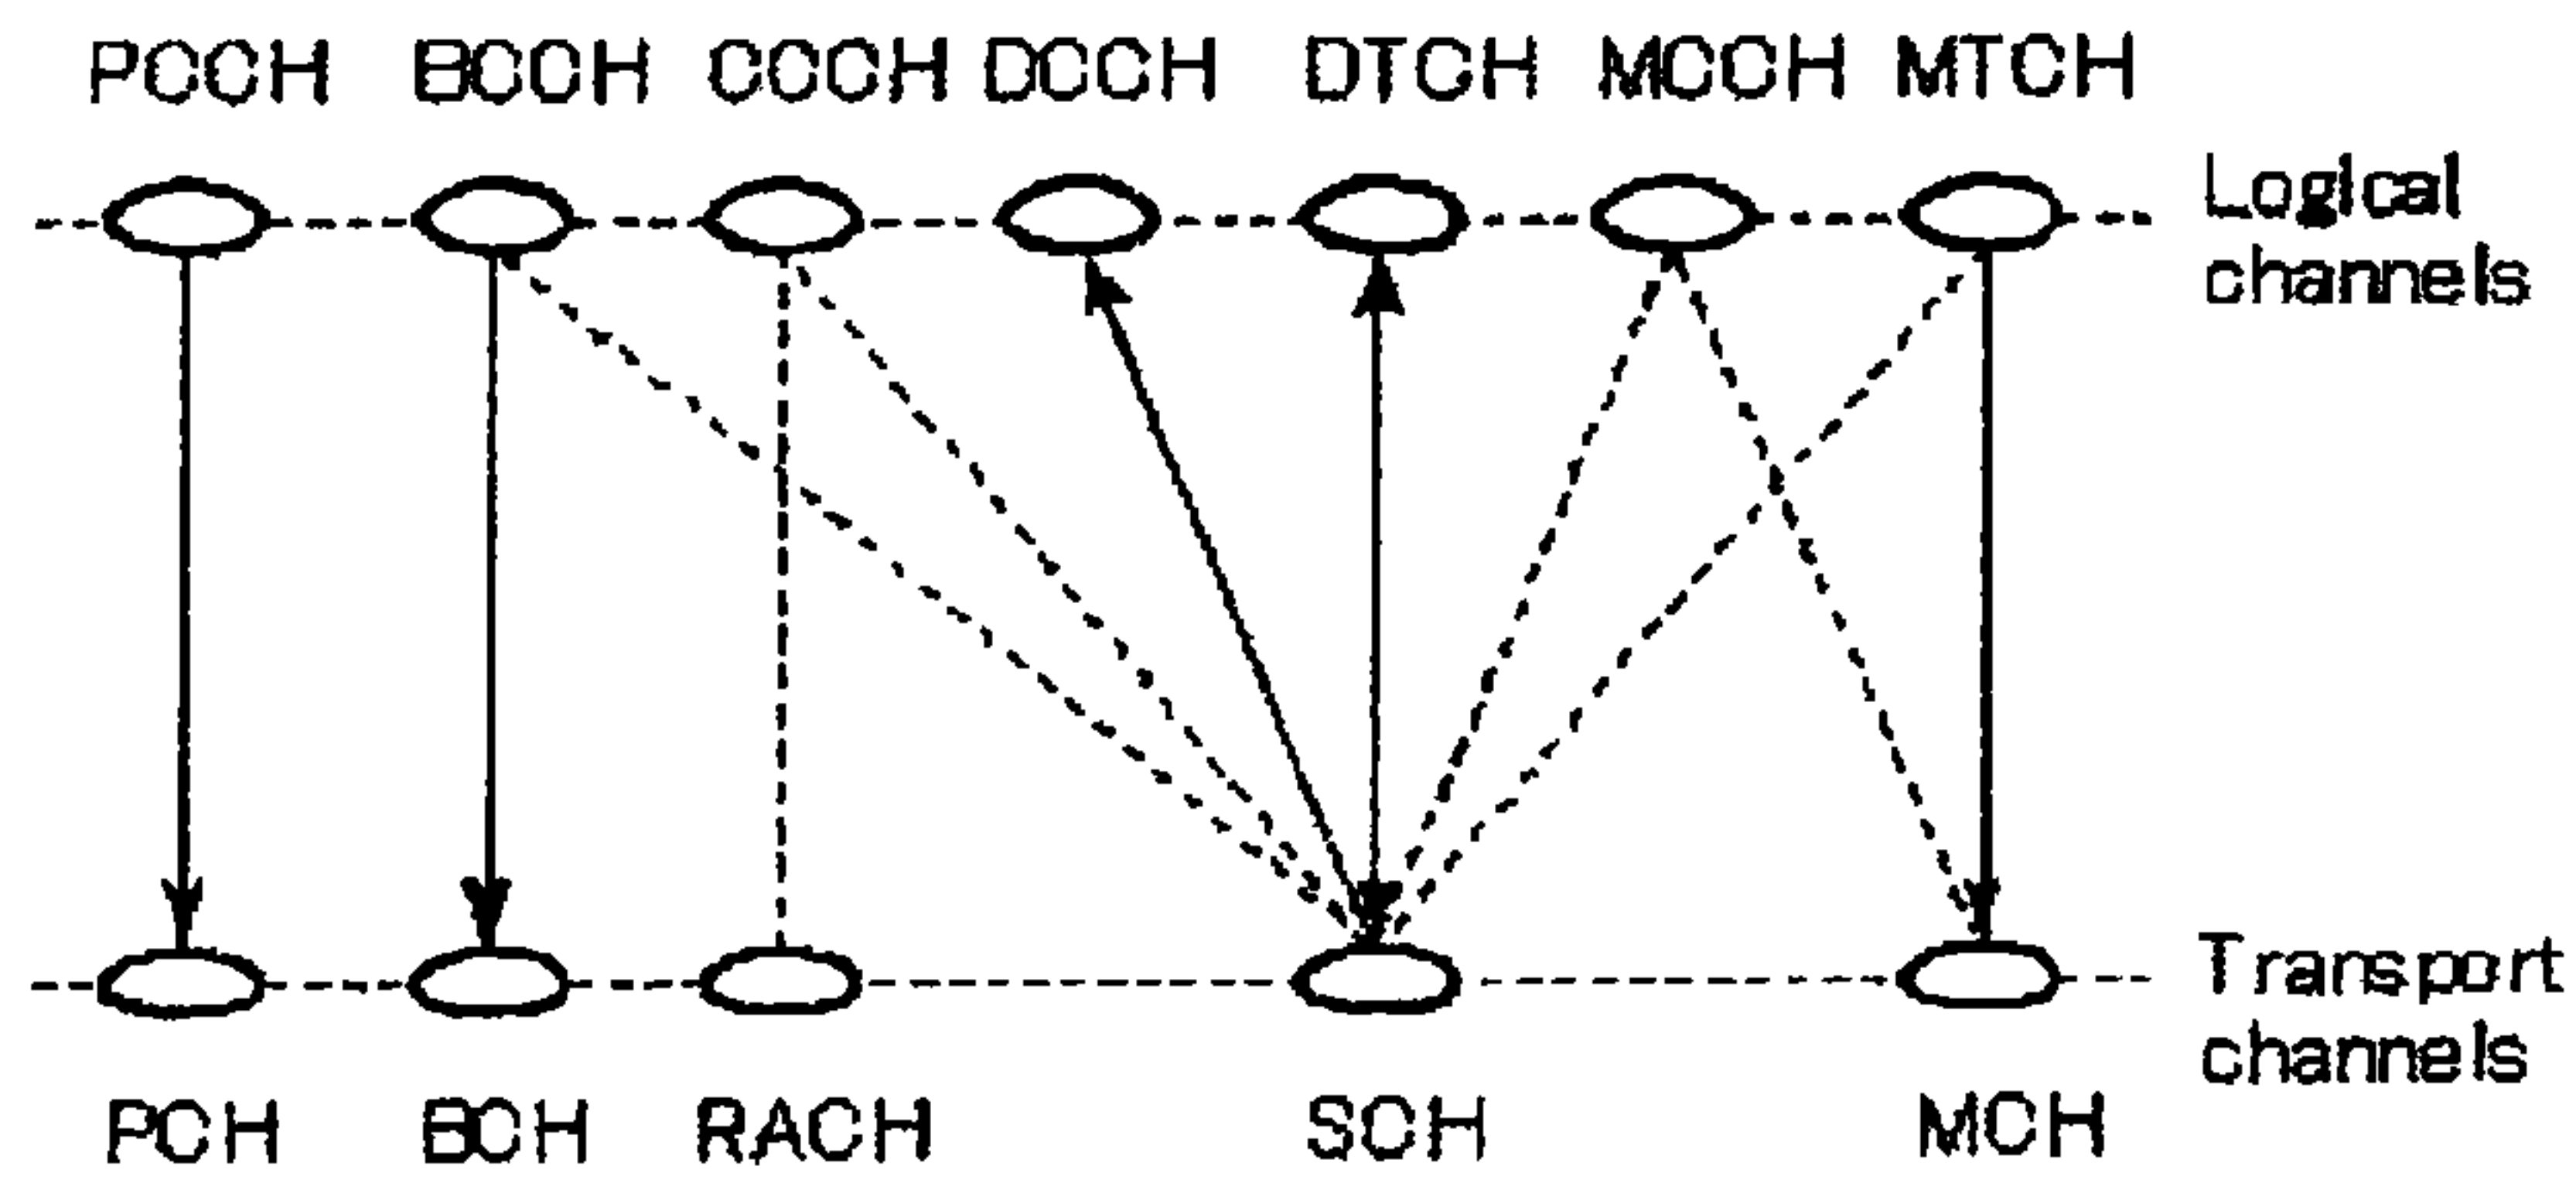 PCCH BCCH CCCH DCCH DTCH MCCH MTCH
Logical
channels
Transport
channels
PCH BCH RACH SCH MCH